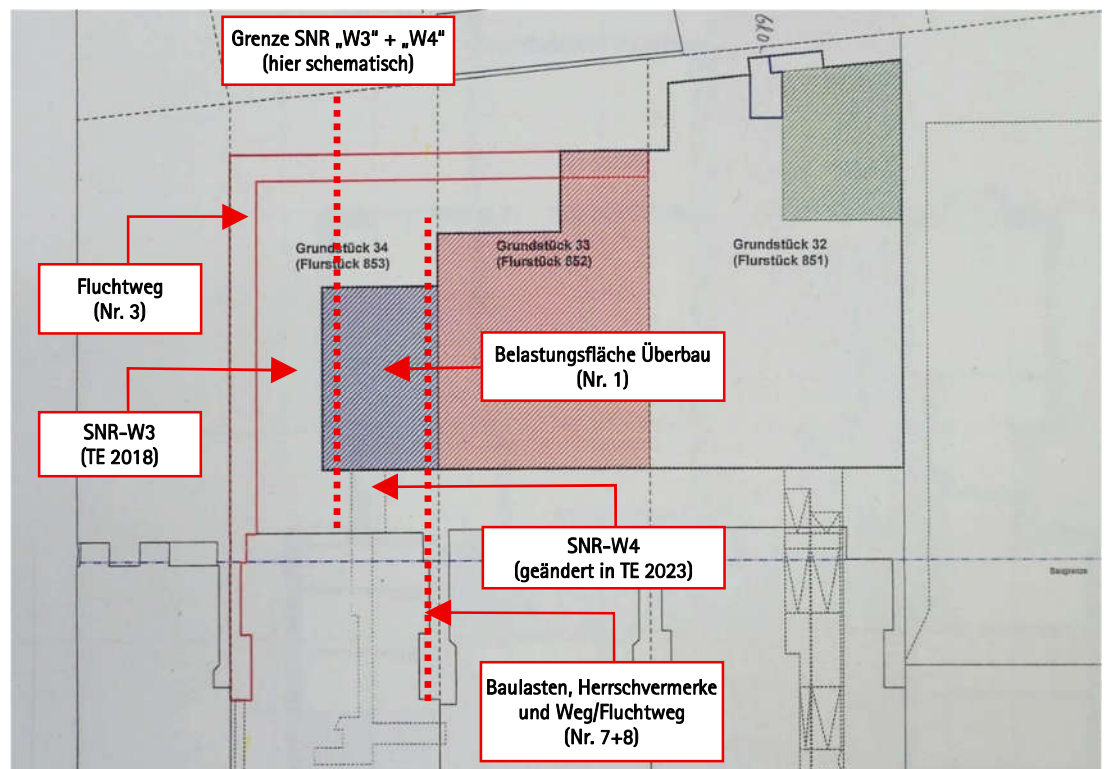 Grenze SNR „W3“ + „W4“
(hier schematisch)
Grundstück 34
(Flurstück 853)
Grundstück 33
(Flurstück 652)
Grundstück 32
(Flurstück 851)
Fluchtweg
(Nr. 3)
Belastungsfläche Überbau
(Nr. 1)
SNR-W3
(TE 2018)
SNR-W4
(geändert in TE 2023)
Baugrenze
Baulasten, Herrschvermerke
und Weg/Fluchtweg
(Nr. 7+8)